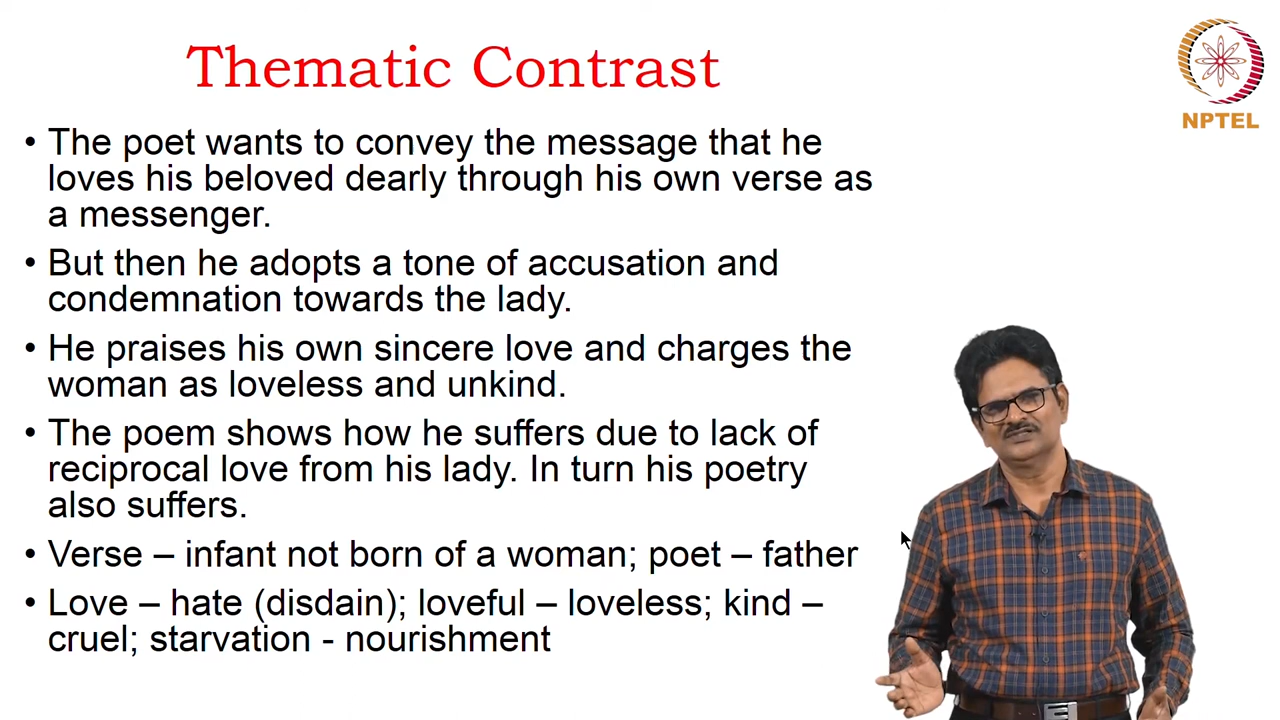 Thematic Contrast
NPTEL
• The poet wants to convey the message that he
loves his beloved dearly through his own verse as
a messenger.
• But then he adopts a tone of accusation and
condemnation towards the lady.
• He praises his own sincere love and charges the
woman as loveless and unkind.
• The poem shows how he suffers due to lack of
reciprocal love from his lady. In turn his poetry
also suffers.
• Verse – infant not born of a woman; poet – father
• Love – hate (disdain); loveful – loveless; kind –
cruel; starvation - nourishment